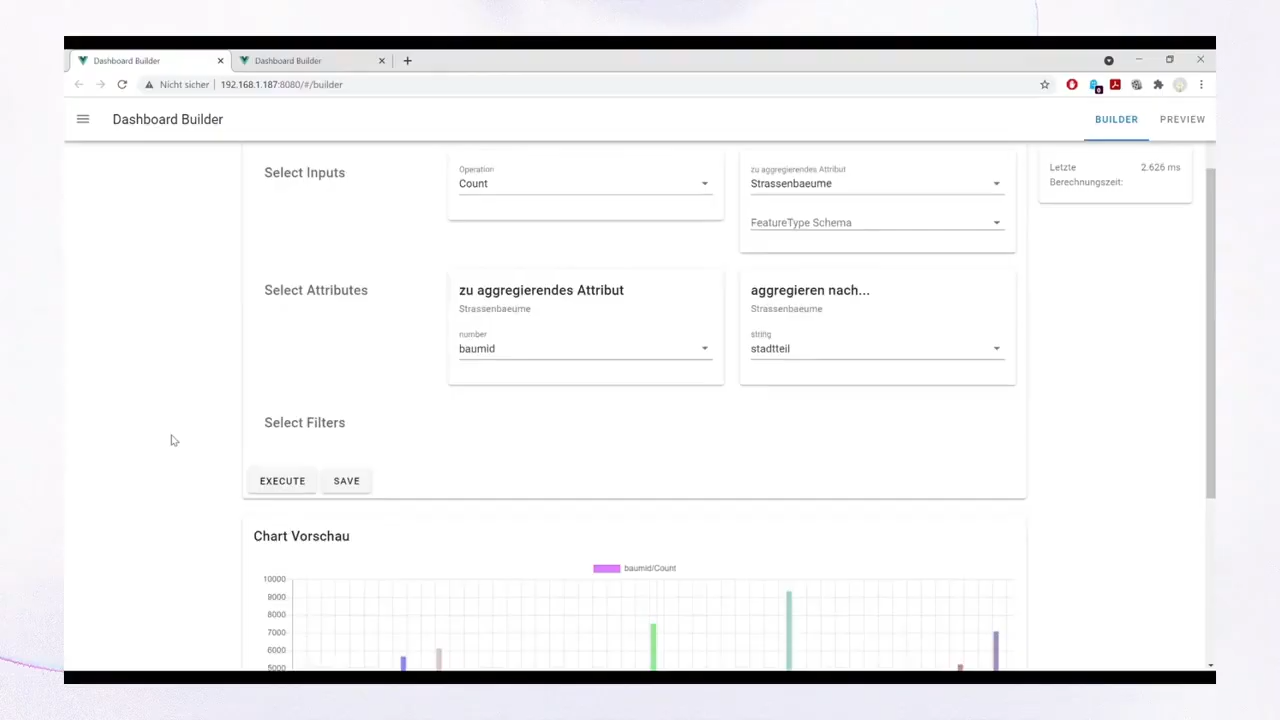 Dashboard Builder
Dashboard Builder
Nicht sicher | 192.168.1.187:8080/#/builder
0
Dashboard Builder
BUILDER
PREVIEW
Select Inputs
Operation
Count
zu aggregierendes Attribut
Strassenbaeume
FeatureType Schema
Letzte Berechnungszeit:
2.626 ms
Select Attributes
zu aggregierendes Attribut
Strassenbaeume
number
baumid
aggregieren nach...
Strassenbaeume
string
stadtteil
Select Filters
EXECUTE
SAVE
Chart Vorschau
baumid/Count
10000
9000
8000
7000
6000
5000